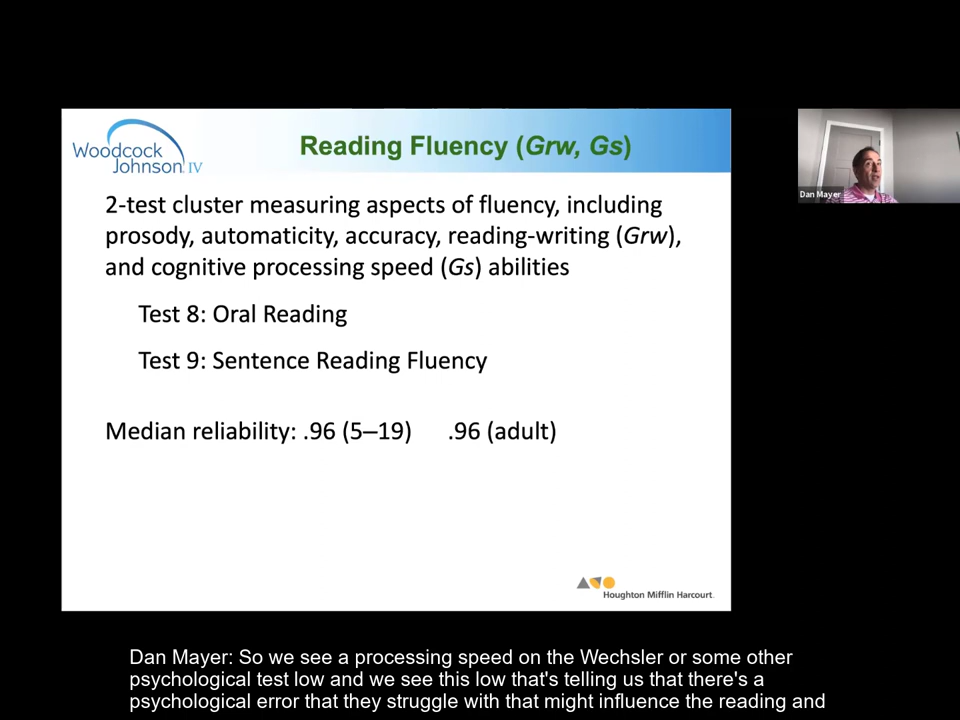 Woodcock
Johnson IV
Reading Fluency (Grw, Gs)
2-test cluster measuring aspects of fluency, including
prosody, automaticity, accuracy, reading-writing (Grw),
and cognitive processing speed (Gs) abilities
Test 8: Oral Reading
Test 9: Sentence Reading Fluency
Median reliability: .96 (5–19) .96 (adult)
Houghton Mifflin Harcourt
Dan Mayer
Dan Mayer: So we see a processing speed on the Wechsler or some other
psychological test low and we see this low that's telling us that there's a
psychological error that they struggle with that might influence the reading and